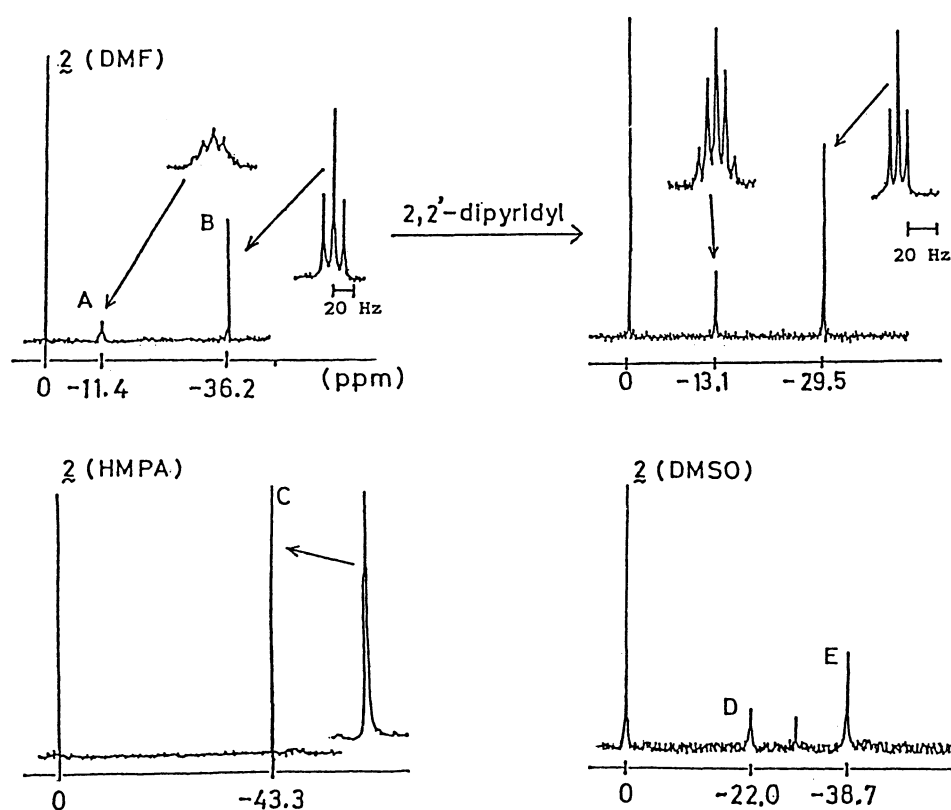 2 (DMF)
A
B
20 Hz
0 -11.4 -36.2 (ppm)
2,2'-dipyridyl
20 Hz
0 -13.1 -29.5
2 (HMPA)
C
0 -43.3
2 (DMSO)
D
E
0 -22.0 -38.7